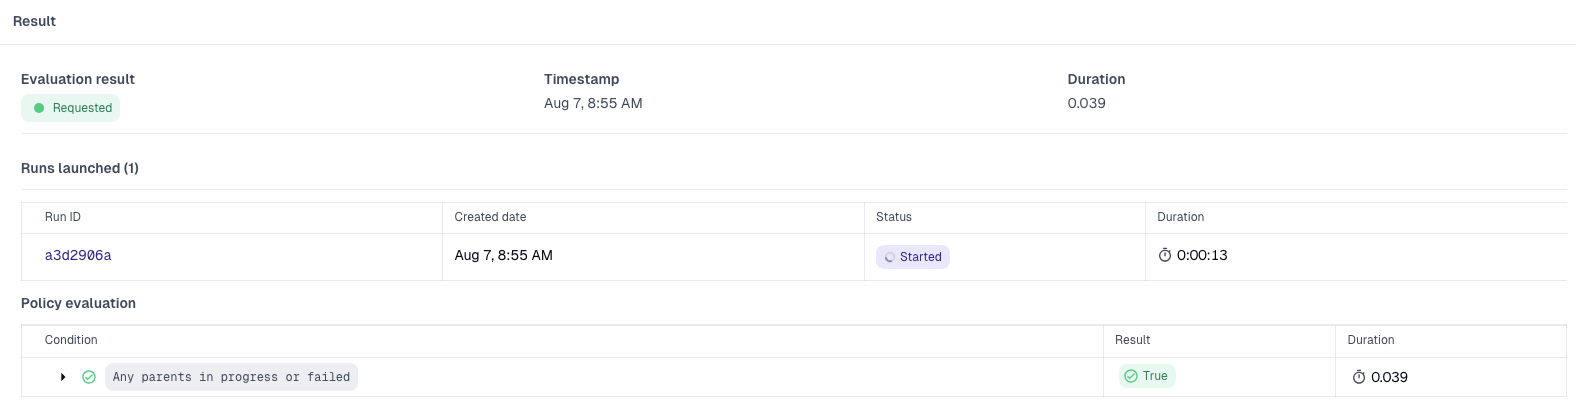 Result
Evaluation result Timestamp Duration
Requested Aug 7, 8:55 AM 0.039
Runs launched (1)
Run ID Created date Status Duration
a3d2906a Aug 7, 8:55 AM Started 0:00:13
Policy evaluation
Condition Result Duration
Any parents in progress or failed True 0.039